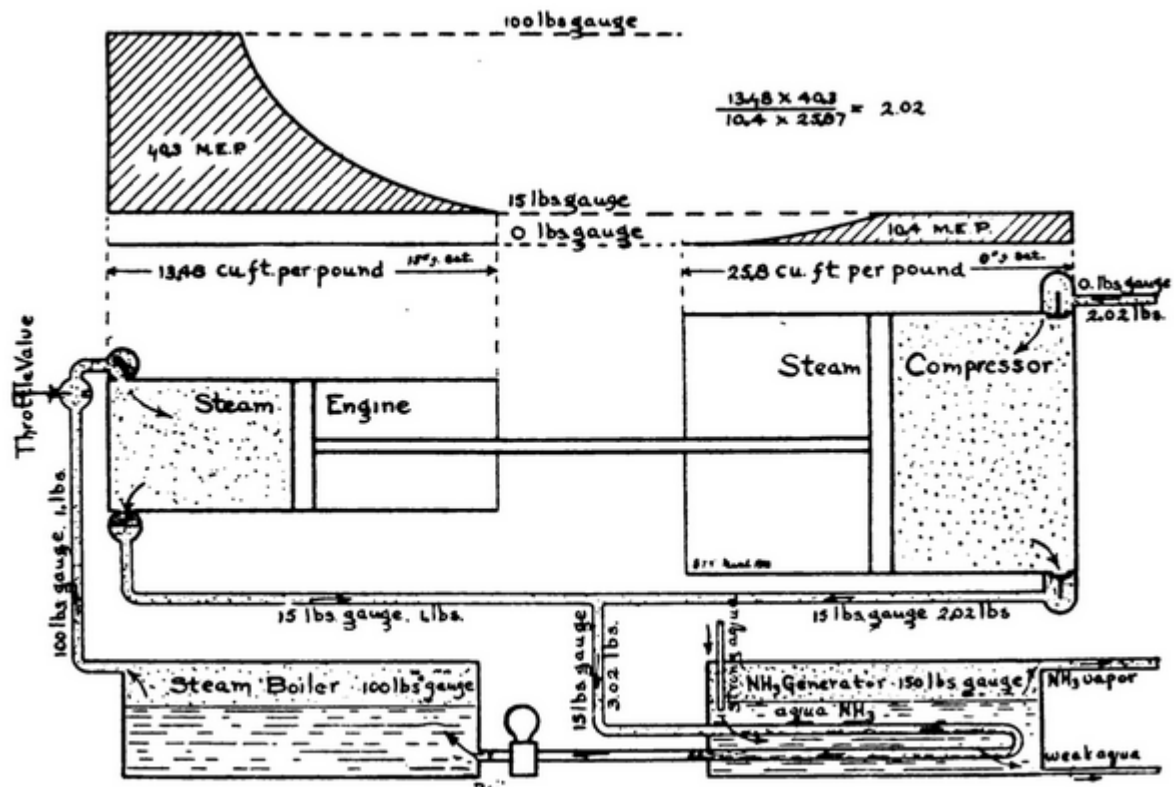 100 lbs gauge
13.48 × 40.3
10.4 × 25.87 = 2.02
40.3 M.E.P.
15 lbs gauge
0 lbs gauge
10.4 M.E.P.
13.48 cu.ft. per pound
25.8 cu.ft per pound
0 lbs gauge
2.02 lbs.
Throttle Valve
Steam Engine
Steam Compressor
100 lbs gauge. 1. lbs.
15 lbs gauge. 1. lbs.
15 lbs gauge 2.02 lbs
15 lbs gauge
3.02 lbs.
Strong aqua
Steam Boiler 100 lbs gauge
NH3 Generator 150 lbs gauge
aqua NH3
NH3 vapor
weak aqua